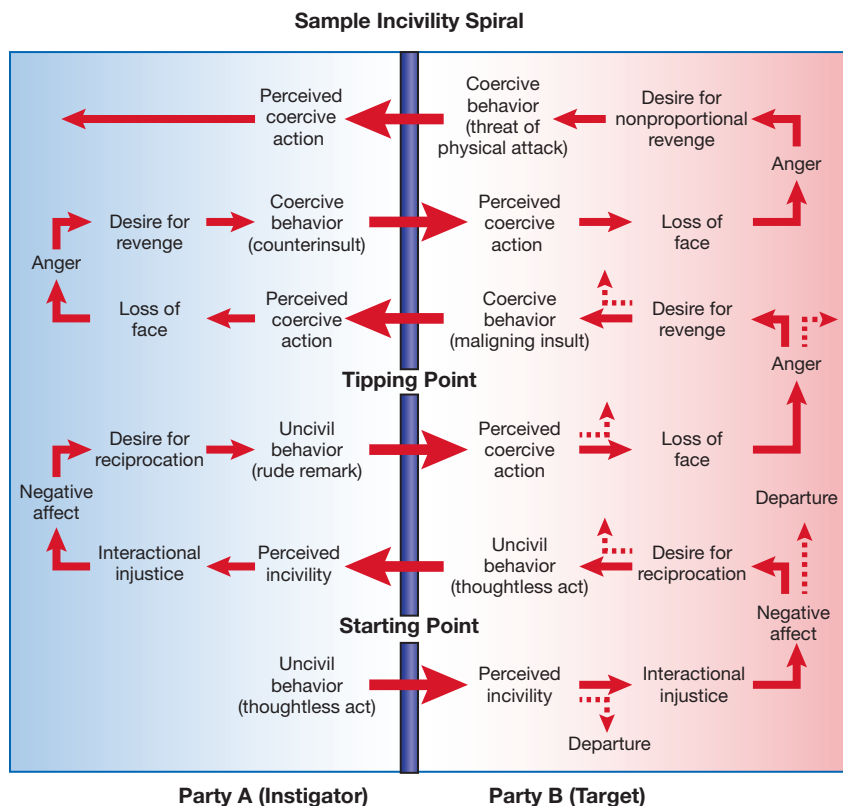 Sample Incivility Spiral
Perceived
coercive
action
Coercive
behavior
(threat of
physical attack)
Desire for
nonproportional
revenge
Anger
Anger
Desire for
revenge
Coercive
behavior
(counterinsult)
Perceived
coercive
action
Loss of
face
Loss of
face
Perceived
coercive
action
Coercive
behavior
(maligning insult)
Desire for
revenge
Anger
Tipping Point
Negative
affect
Desire for
reciprocation
Uncivil
behavior
(rude remark)
Perceived
coercive
action
Loss of
face
Departure
Interactional
injustice
Perceived
incivility
Uncivil
behavior
(thoughtless act)
Desire for
reciprocation
Negative
affect
Starting Point
Uncivil
behavior
(thoughtless act)
Perceived
incivility
Interactional
injustice
Departure
Party A (Instigator)
Party B (Target)